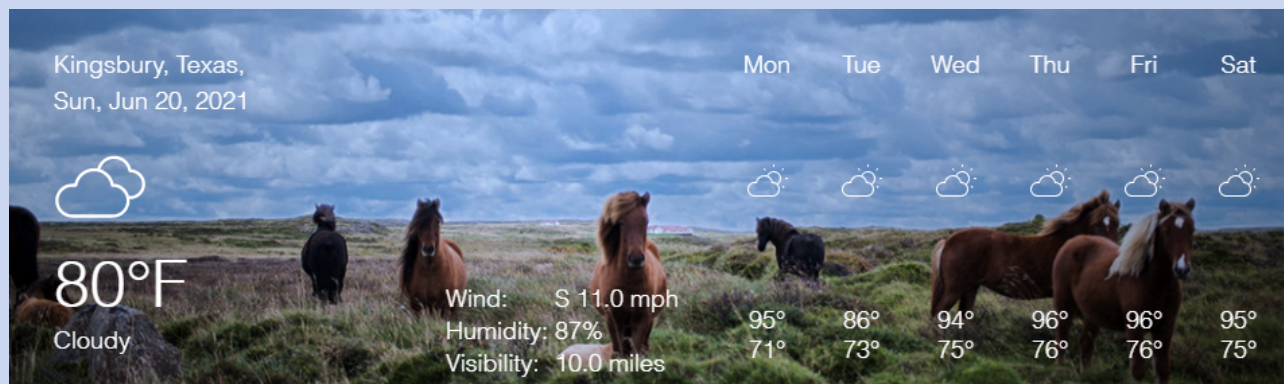 Kingsbury, Texas,
Sun, Jun 20, 2021
80°F
Cloudy
Wind: S 11.0 mph
Humidity: 87%
Visibility: 10.0 miles
Mon Tue Wed Thu Fri Sat
95° 86° 94° 96° 96° 95°
71° 73° 75° 76° 76° 75°